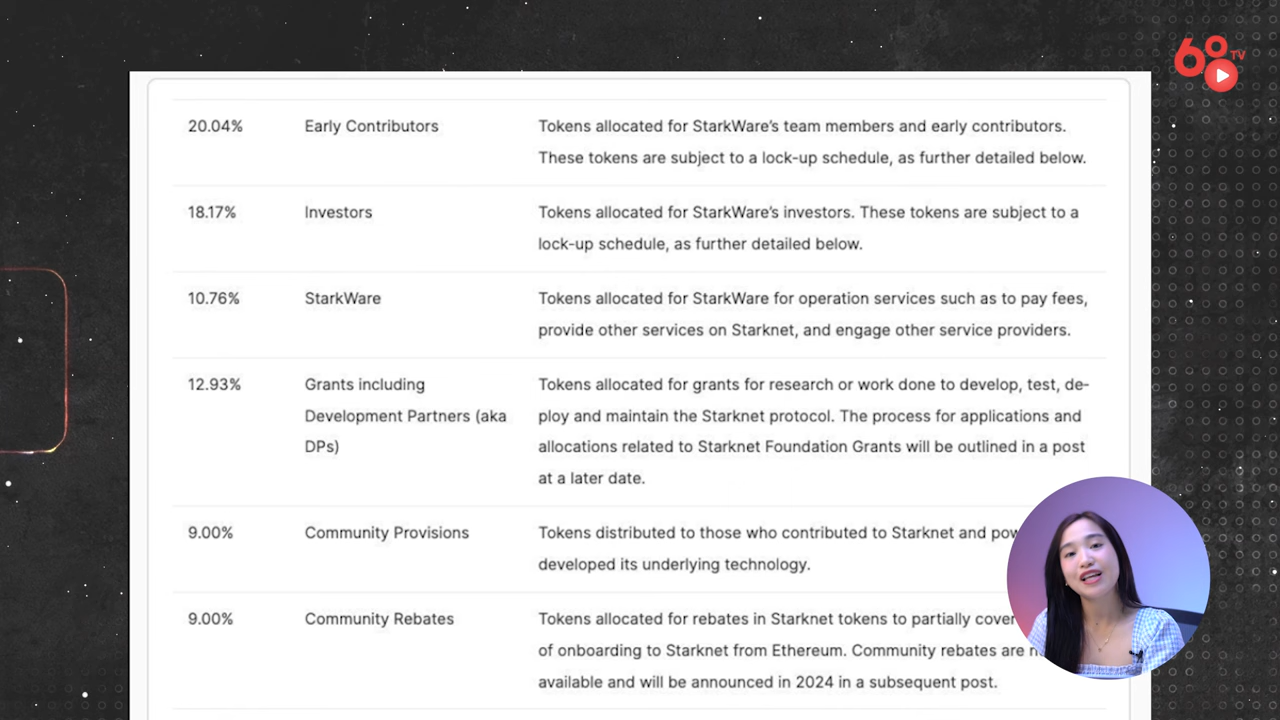 68 TV
20.04% Early Contributors Tokens allocated for StarkWare’s team members and early contributors.
These tokens are subject to a lock-up schedule, as further detailed below.
18.17% Investors Tokens allocated for StarkWare’s investors. These tokens are subject to a
lock-up schedule, as further detailed below.
10.76% StarkWare Tokens allocated for StarkWare for operation services such as to pay fees,
provide other services on Starknet, and engage other service providers.
12.93% Grants including Tokens allocated for grants for research or work done to develop, test, de-
Development Partners (aka ploy and maintain the Starknet protocol. The process for applications and
DPs) allocations related to Starknet Foundation Grants will be outlined in a post
at a later date.
9.00% Community Provisions Tokens distributed to those who contributed to Starknet and
developed its underlying technology.
9.00% Community Rebates Tokens allocated for rebates in Starknet tokens to partially cover
of onboarding to Starknet from Ethereum. Community rebates are
available and will be announced in 2024 in a subsequent post.